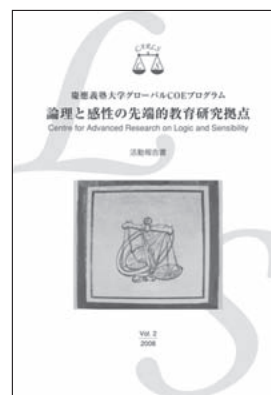 CARLS
L S
慶應義塾大学グローバルCOEプログラム
論理と感性の先端的教育研究拠点
Centre for Advanced Research on Logic and Sensibility
活動報告書
Vol. 2
2008